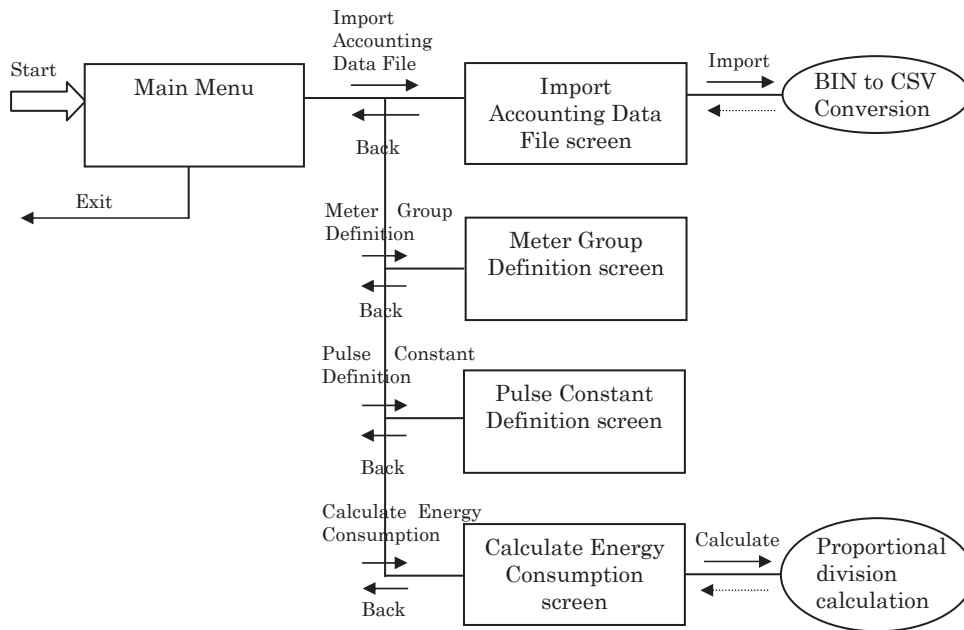 Start
Main Menu
Exit
Import
Accounting
Data File
Back
Import
Accounting Data
File screen
Import
BIN to CSV
Conversion
Meter Group
Definition
Back
Meter Group
Definition screen
Pulse Constant
Definition
Back
Pulse Constant
Definition screen
Calculate Energy
Consumption
Back
Calculate Energy
Consumption
screen
Calculate
Proportional
division
calculation